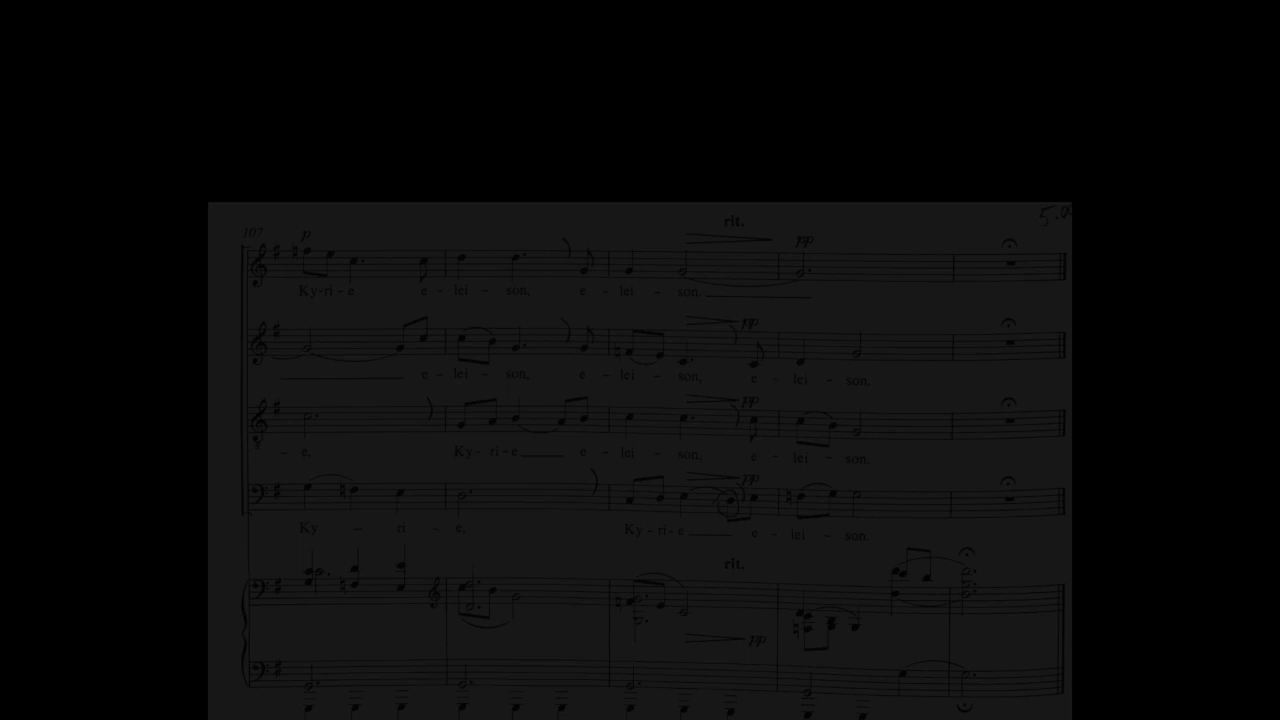 rit.
107
p
pp
Ky-ri-e e - lei - son, e - lei - son.
pp
e - lei - son, e - lei - son, e - lei - son.
pp
- e, Ky - ri-e e - lei - son, e - lei - son.
pp
Ky - ri - e, Ky - ri-e e - lei - son.
rit.
pp